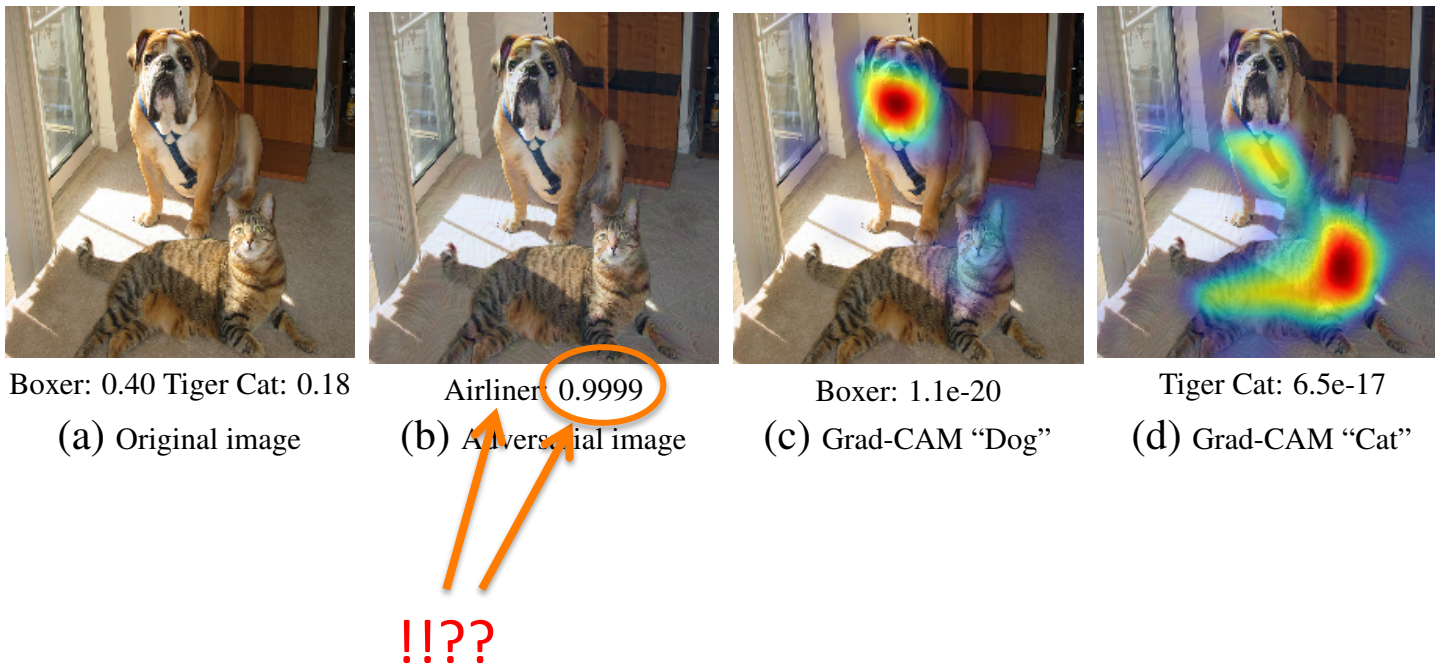 Boxer: 0.40 Tiger Cat: 0.18
(a) Original image
Airliner: 0.9999
(b) Adversarial image
Boxer: 1.1e-20
(c) Grad-CAM “Dog”
Tiger Cat: 6.5e-17
(d) Grad-CAM “Cat”
!!??